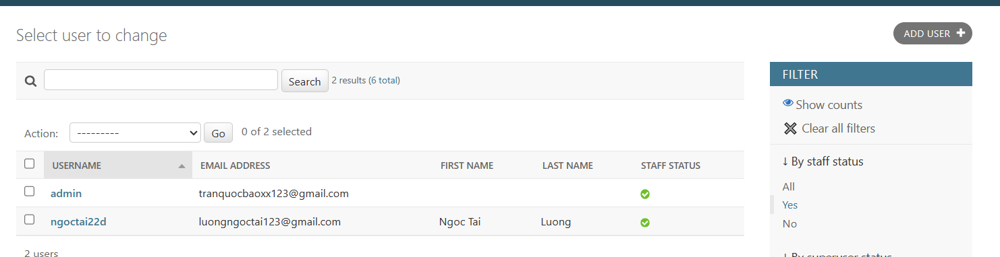 Select user to change
ADD USER +
Search 2 results (6 total)
Action: --------- Go 0 of 2 selected
USERNAME EMAIL ADDRESS FIRST NAME LAST NAME STAFF STATUS
admin tranquocbaoxx123@gmail.com
ngoctai22d luongngoctai123@gmail.com Ngoc Tai Luong
2 users
FILTER
Show counts
Clear all filters
↓ By staff status
All
Yes
No
↓ By superuser status